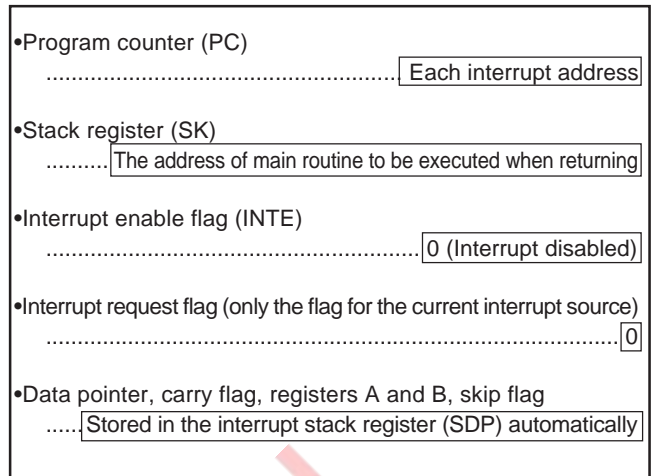 •Program counter (PC)
....................................................... Each interrupt address
•Stack register (SK)
.......... The address of main routine to be executed when returning
•Interrupt enable flag (INTE)
........................................................... 0 (Interrupt disabled)
•Interrupt request flag (only the flag for the current interrupt source)
.......................................................................................... 0
•Data pointer, carry flag, registers A and B, skip flag
...... Stored in the interrupt stack register (SDP) automatically